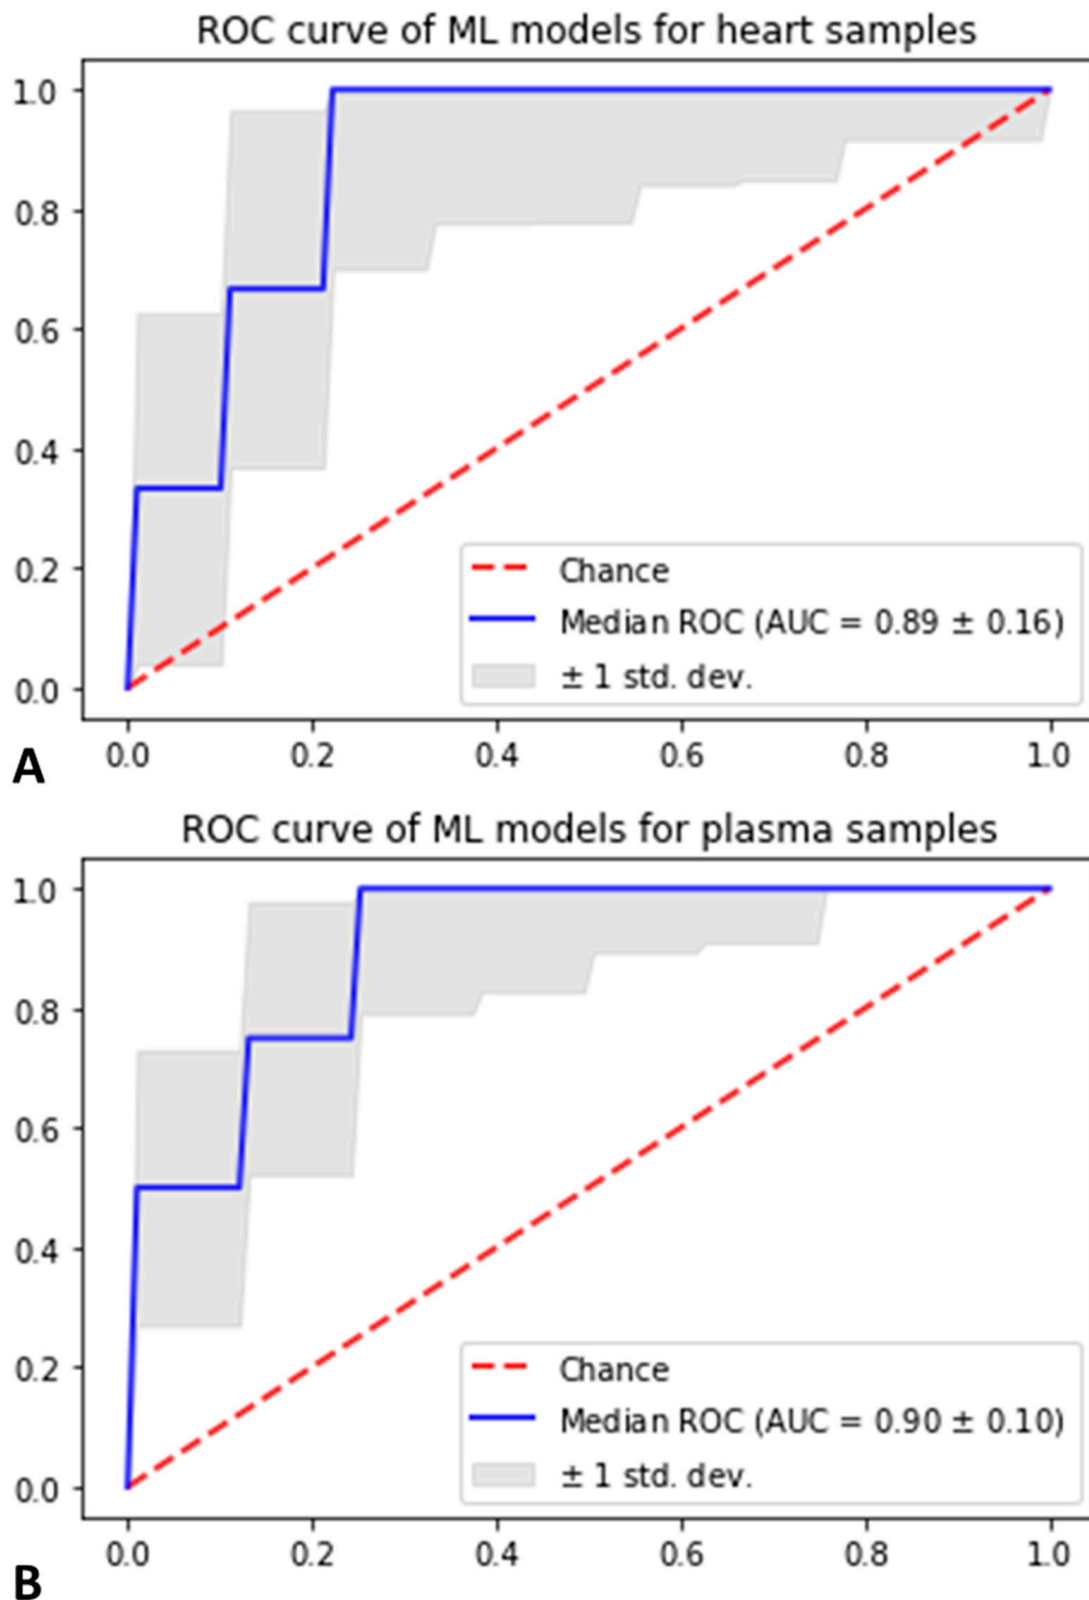 ROC curve of ML models for heart samples
1.0
0.8
0.6
0.4
0.2
0.0
Chance
Median ROC (AUC = 0.89 ± 0.16)
± 1 std. dev.
0.0 0.2 0.4 0.6 0.8 1.0
A
ROC curve of ML models for plasma samples
1.0
0.8
0.6
0.4
0.2
0.0
Chance
Median ROC (AUC = 0.90 ± 0.10)
± 1 std. dev.
0.0 0.2 0.4 0.6 0.8 1.0
B